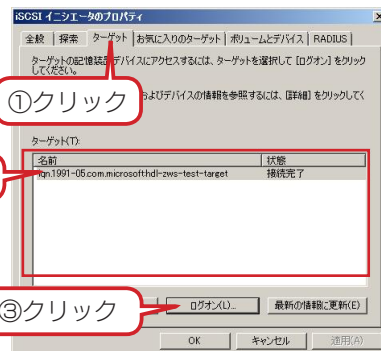 iSCSI イニシエータのプロパティ
全般 探索 ターゲット お気に入りのターゲット ボリュームとデバイス RADIUS
ターゲットの記憶装置デバイスにアクセスするには、ターゲットを選択して [ログオン] をクリック
してください。
①クリック
およびデバイスの情報を参照するには、[詳細] をクリックしてく
ターゲット(T):
名前 状態
iqn.1991-05.com.microsofthdl-zws-test-target 接続完了
③クリック
ログオン(L)...
最新の情報に更新(E)
OK キャンセル 適用(A)